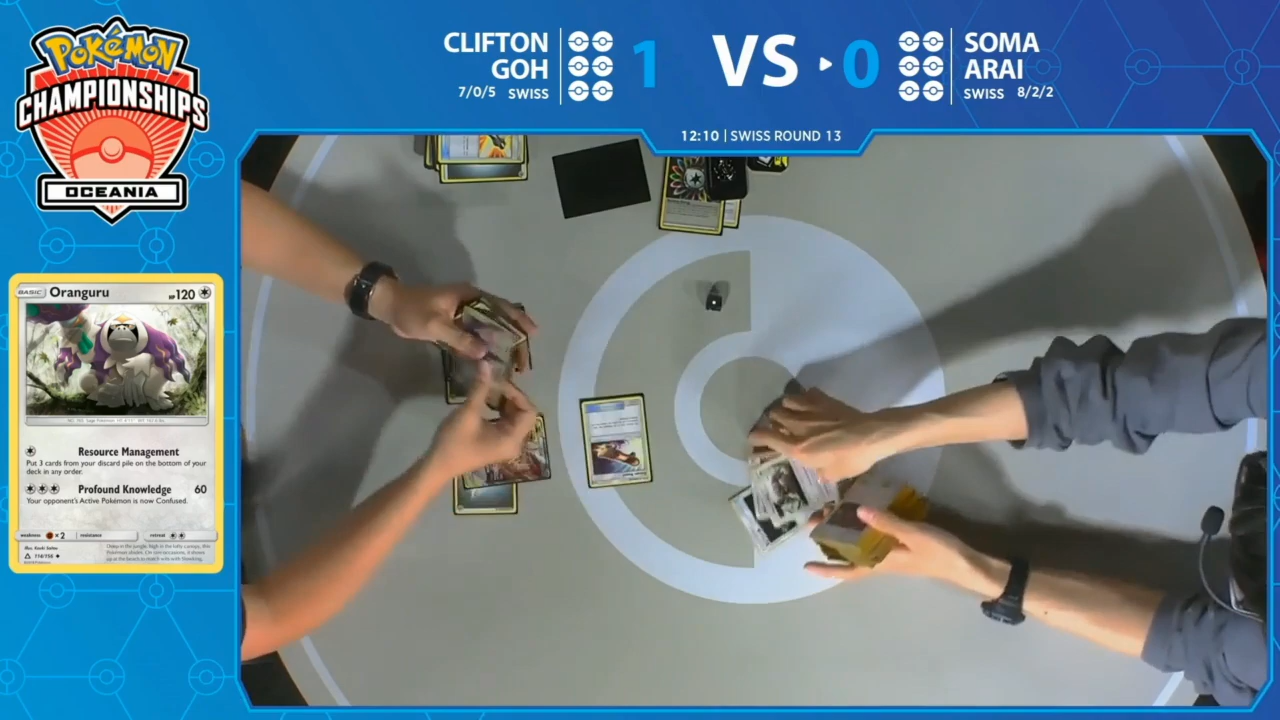 Pokémon
CHAMPIONSHIPS
OCEANIA
CLIFTON
GOH
7/0/5 SWISS
1
VS
0
SOMA
ARAI
SWISS 8/2/2
12:10 | SWISS ROUND 13
BASIC Oranguru HP120
Resource Management
Put 3 cards from your discard pile on the bottom of your
deck in any order.
Profound Knowledge 60
Your opponent's Active Pokémon is now Confused.
weakness ×2 resistance retreat